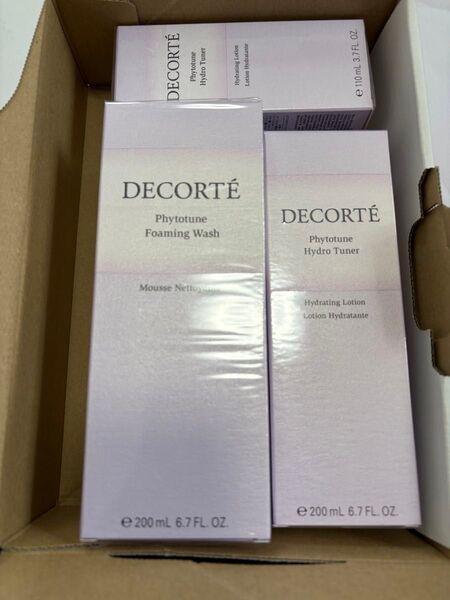 DECORTÉ
Phytotune
Hydro Tuner
Hydrating Lotion
Lotion Hydratante
℮ 110 mL 3.7 FL. OZ.
DECORTÉ
Phytotune
Foaming Wash
Mousse
℮ 200 mL 6.7 FL. OZ.
DECORTÉ
Phytotune
Hydro Tuner
Hydrating Lotion
Lotion Hydratante
℮ 200 mL 6.7 FL. OZ.